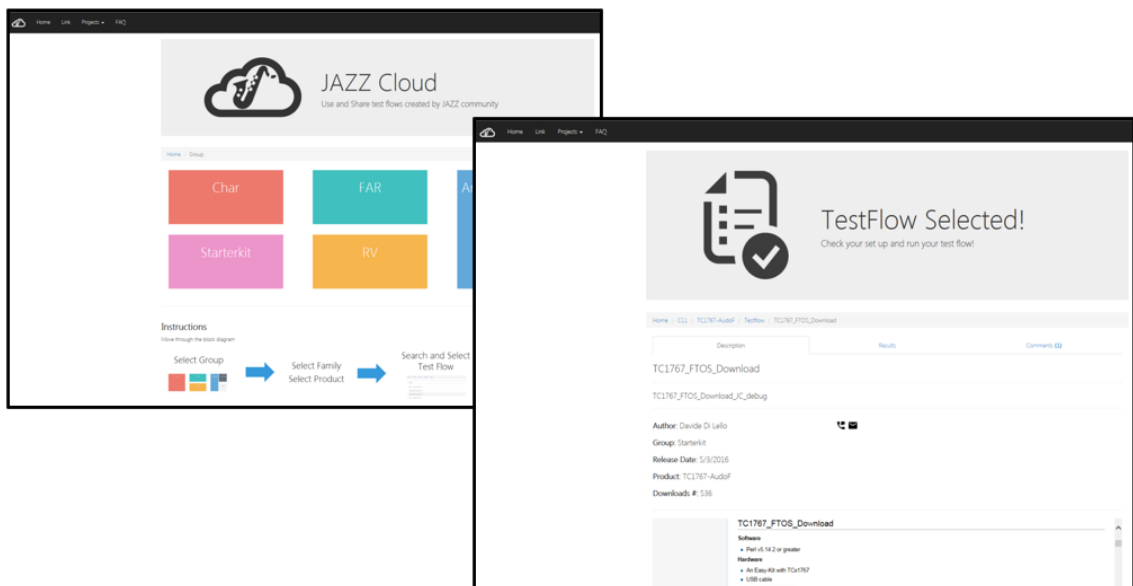 Home Link Projects FAQ
JAZZ Cloud
Use and Share test flows created by JAZZ community
Home / Group
Char FAR
Starterkit RV
Instructions
Move through the block diagram
Select Group
Select Family
Select Product
Search and Select
Test Flow
Home Link Projects FAQ
TestFlow Selected!
Check your set up and run your test flow!
Home / C11 / TC1767-AudoF / Testflow / TC1767_FTOS_Download
Description Results Comments (1)
TC1767_FTOS_Download
TC1767_FTOS_Download_JC_debug
Author: Davide Di Lello
Group: Starterkit
Release Date: 5/3/2016
Product: TC1767-AudoF
Downloads #: 536
TC1767_FTOS_Download
Software
• Perl v5.14.2 or greater
Hardware
• An Easy-Kit with TCx1767
• USB cable